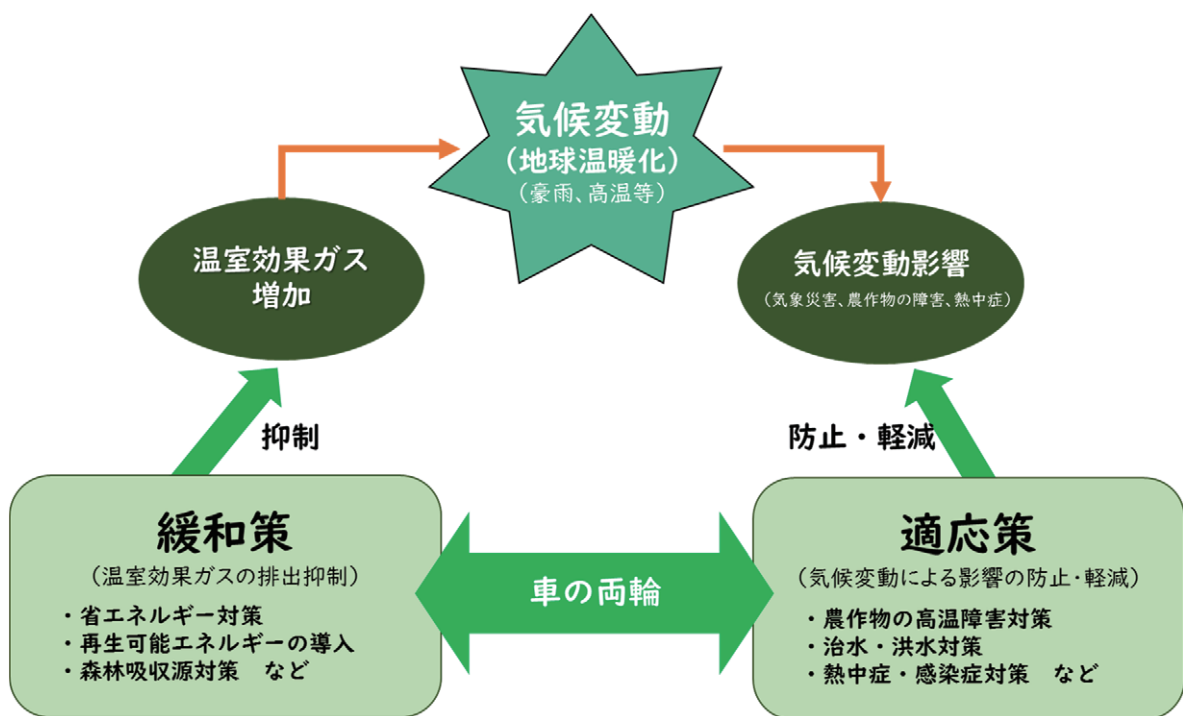 気候変動
（地球温暖化）
（豪雨、高温等）
温室効果ガス
増加
気候変動影響
（気象災害、農作物の障害、熱中症）
抑制
防止・軽減
緩和策
（温室効果ガスの排出抑制）
・省エネルギー対策
・再生可能エネルギーの導入
・森林吸収源対策　など
車の両輪
適応策
（気候変動による影響の防止・軽減）
・農作物の高温障害対策
・治水・洪水対策
・熱中症・感染症対策　など